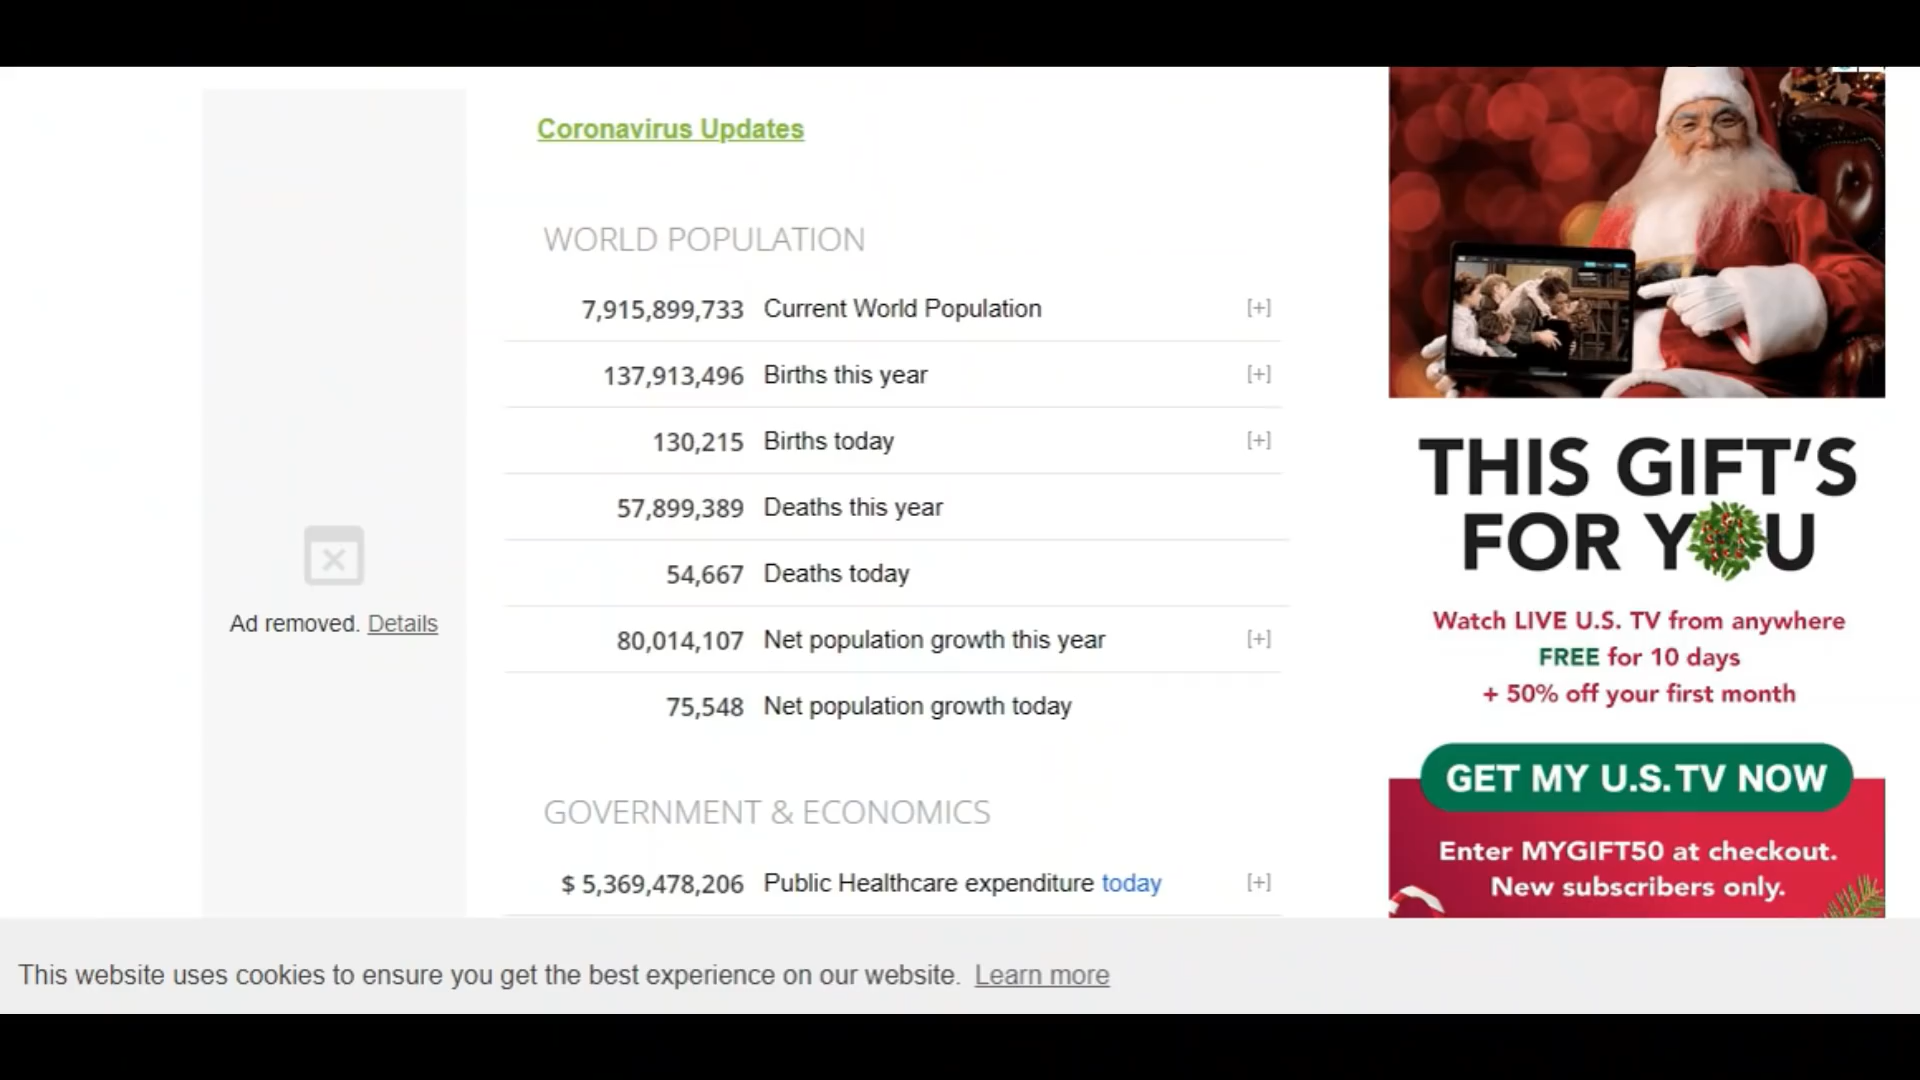 Coronavirus Updates
WORLD POPULATION
7,915,899,733 Current World Population [+]
137,913,496 Births this year [+]
130,215 Births today [+]
57,899,389 Deaths this year
54,667 Deaths today
80,014,107 Net population growth this year [+]
75,548 Net population growth today
GOVERNMENT & ECONOMICS
$ 5,369,478,206 Public Healthcare expenditure today [+]
Ad removed. Details
THIS GIFT'S
FOR YOU
Watch LIVE U.S. TV from anywhere
FREE for 10 days
+ 50% off your first month
GET MY U.S.TV NOW
Enter MYGIFT50 at checkout.
New subscribers only.
This website uses cookies to ensure you get the best experience on our website. Learn more